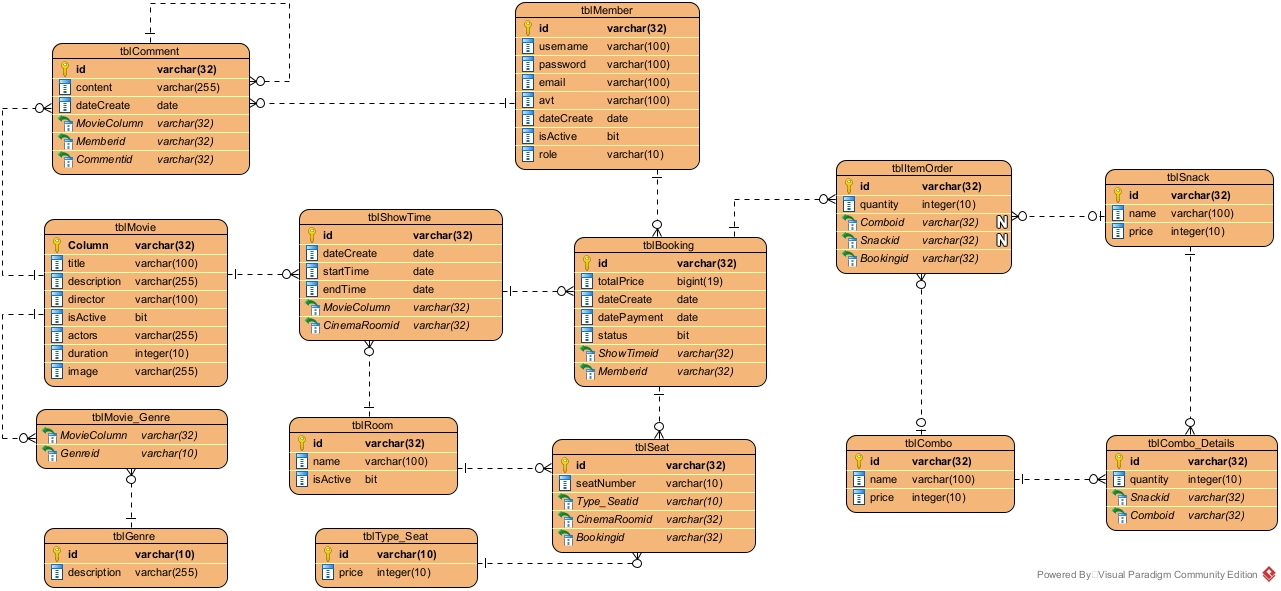 tblComment
id varchar(32)
content varchar(255)
dateCreate date
MovieColumn varchar(32)
Memberid varchar(32)
Commentid varchar(32)
tblMember
id varchar(32)
username varchar(100)
password varchar(100)
email varchar(100)
avt varchar(100)
dateCreate date
isActive bit
role varchar(10)
tblItemOrder
id varchar(32)
quantity integer(10)
Comboid varchar(32) N
Snackid varchar(32) N
Bookingid varchar(32)
tblSnack
id varchar(32)
name varchar(100)
price integer(10)
tblMovie
Column varchar(32)
title varchar(100)
description varchar(255)
director varchar(100)
isActive bit
actors varchar(255)
duration integer(10)
image varchar(255)
tblShowTime
id varchar(32)
dateCreate date
startTime date
endTime date
MovieColumn varchar(32)
CinemaRoomid varchar(32)
tblBooking
id varchar(32)
totalPrice bigint(19)
dateCreate date
datePayment date
status bit
ShowTimeid varchar(32)
Memberid varchar(32)
tblMovie_Genre
MovieColumn varchar(32)
Genreid varchar(10)
tblRoom
id varchar(32)
name varchar(100)
isActive bit
tblSeat
id varchar(32)
seatNumber varchar(10)
Type_Seatid varchar(10)
CinemaRoomid varchar(32)
Bookingid varchar(32)
tblCombo
id varchar(32)
name varchar(100)
price integer(10)
tblCombo_Details
id varchar(32)
quantity integer(10)
Snackid varchar(32)
Comboid varchar(32)
tblGenre
id varchar(10)
description varchar(255)
tblType_Seat
id varchar(10)
price integer(10)
Powered By Visual Paradigm Community Edition